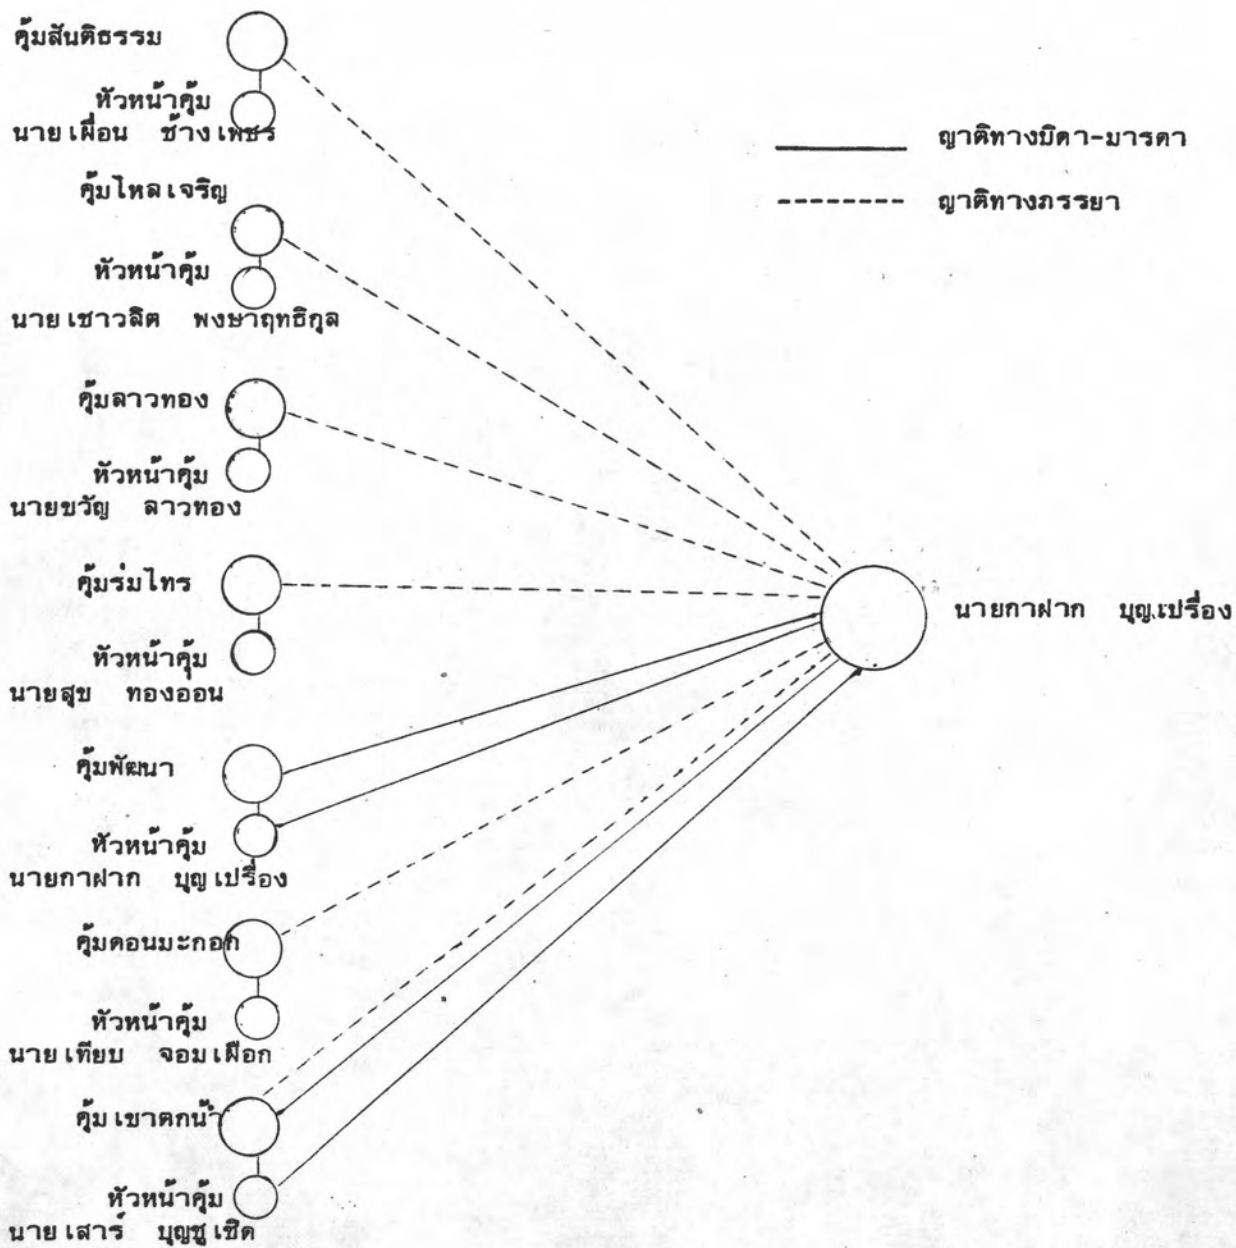 คุ้มสันติธรรม
หัวหน้าคุ้ม
นายเผื่อน ช้างเพชร
ญาติทางบิดา-มารดา
คุ้มไหลเจริญ
ญาติทางภรรยา
หัวหน้าคุ้ม
นายเชาวลิต พงษาฤทธิกุล
คุ้มลาวทอง
หัวหน้าคุ้ม
นายขวัญ ลาวทอง
คุ้มร่มไทร
นายกาฝาก บุญเปรื่อง
หัวหน้าคุ้ม
นายสุข ทองออน
คุ้มพัฒนา
หัวหน้าคุ้ม
นายกาฝาก บุญเปรื่อง
คุ้มดอนมะกอก
หัวหน้าคุ้ม
นายเทียบ จอมเผือก
คุ้มเขาตกน้ำ
หัวหน้าคุ้ม
นายเสาร์ บุญชูเชิด